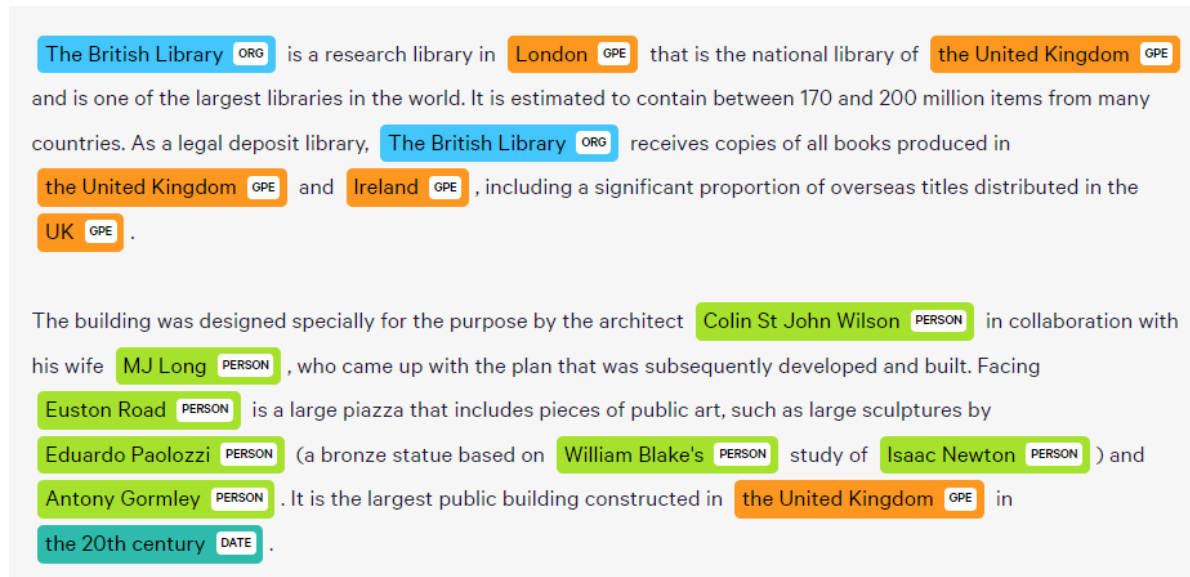 The British Library ORG is a research library in London GPE that is the national library of the United Kingdom GPE
and is one of the largest libraries in the world. It is estimated to contain between 170 and 200 million items from many
countries. As a legal deposit library, The British Library ORG receives copies of all books produced in
the United Kingdom GPE and Ireland GPE , including a significant proportion of overseas titles distributed in the
UK GPE .
The building was designed specially for the purpose by the architect Colin St John Wilson PERSON in collaboration with
his wife MJ Long PERSON , who came up with the plan that was subsequently developed and built. Facing
Euston Road PERSON is a large piazza that includes pieces of public art, such as large sculptures by
Eduardo Paolozzi PERSON (a bronze statue based on William Blake's PERSON study of Isaac Newton PERSON ) and
Antony Gormley PERSON . It is the largest public building constructed in the United Kingdom GPE in
the 20th century DATE .